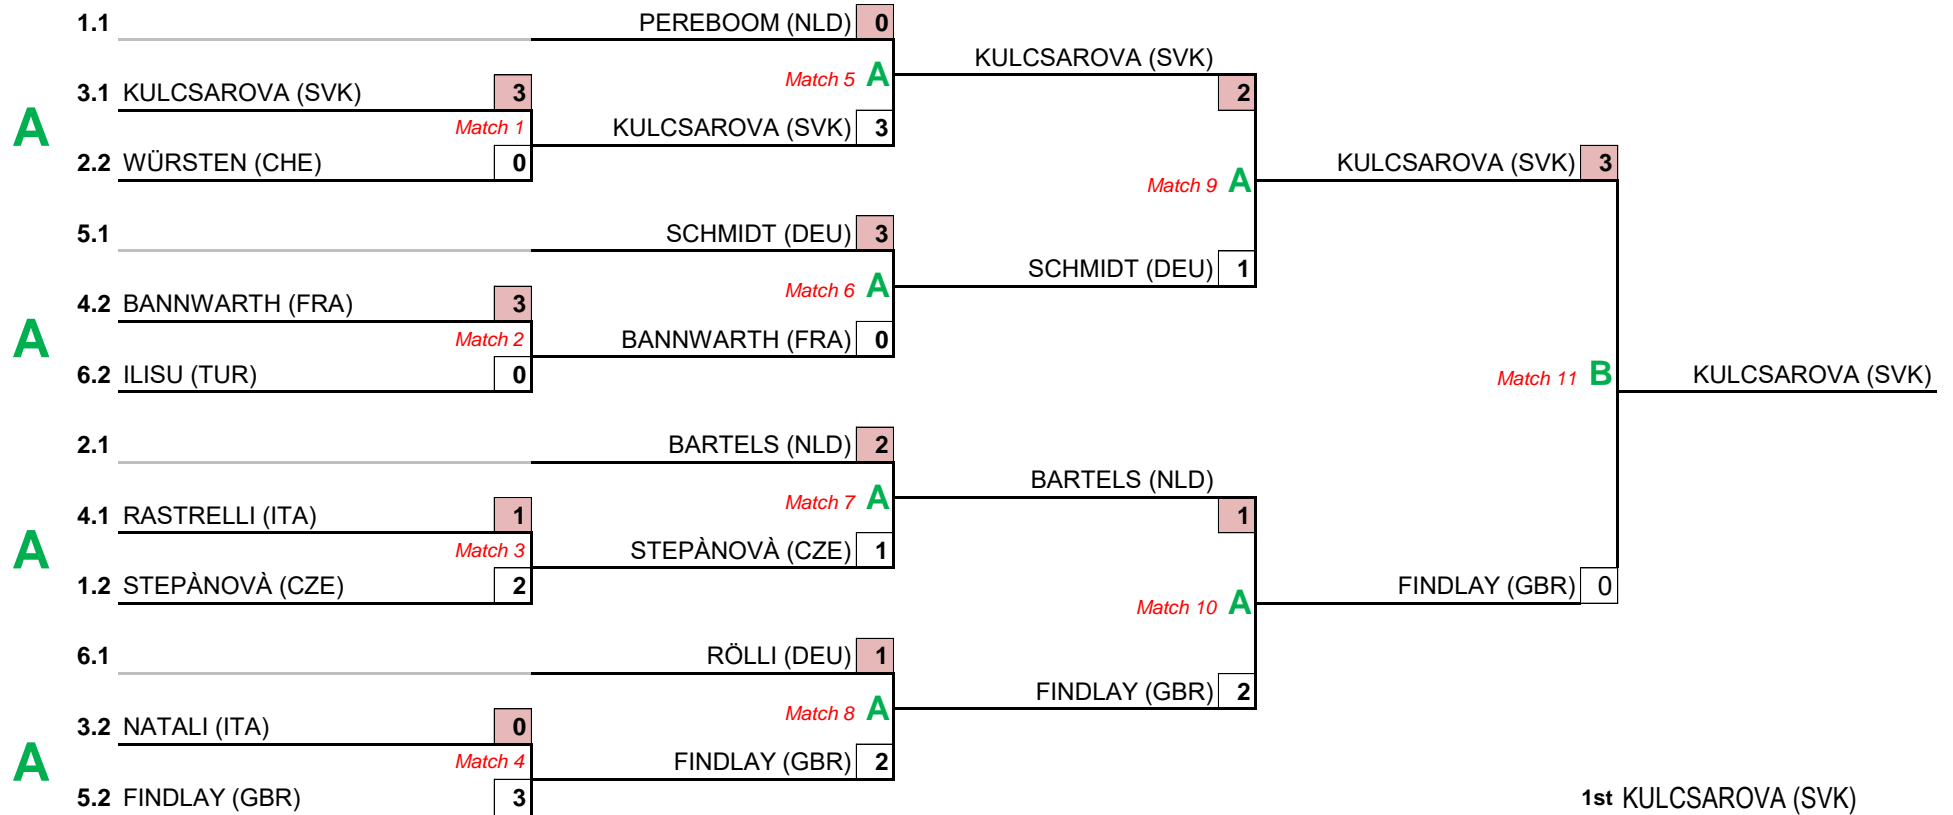 1.1 PEREBOOM (NLD) 0
KULCSAROVA (SVK)
Match 5 A
3.1 KULCSAROVA (SVK) 3 2
A Match 1 KULCSAROVA (SVK) 3
2.2 WÜRSTEN (CHE) 0 KULCSAROVA (SVK) 3
Match 9 A
5.1 SCHMIDT (DEU) 3
SCHMIDT (DEU) 1
Match 6 A
4.2 BANNWARTH (FRA) 3
A Match 2 BANNWARTH (FRA) 0
6.2 ILISU (TUR) 0 Match 11 B KULCSAROVA (SVK)
2.1 BARTELS (NLD) 2
BARTELS (NLD)
Match 7 A
4.1 RASTRELLI (ITA) 1 1
A Match 3 STEPÀNOVÀ (CZE) 1
1.2 STEPÀNOVÀ (CZE) 2 FINDLAY (GBR) 0
Match 10 A
6.1 RÖLLI (DEU) 1
FINDLAY (GBR) 2
Match 8 A
3.2 NATALI (ITA) 0
A Match 4 FINDLAY (GBR) 2
5.2 FINDLAY (GBR) 3 1st KULCSAROVA (SVK)